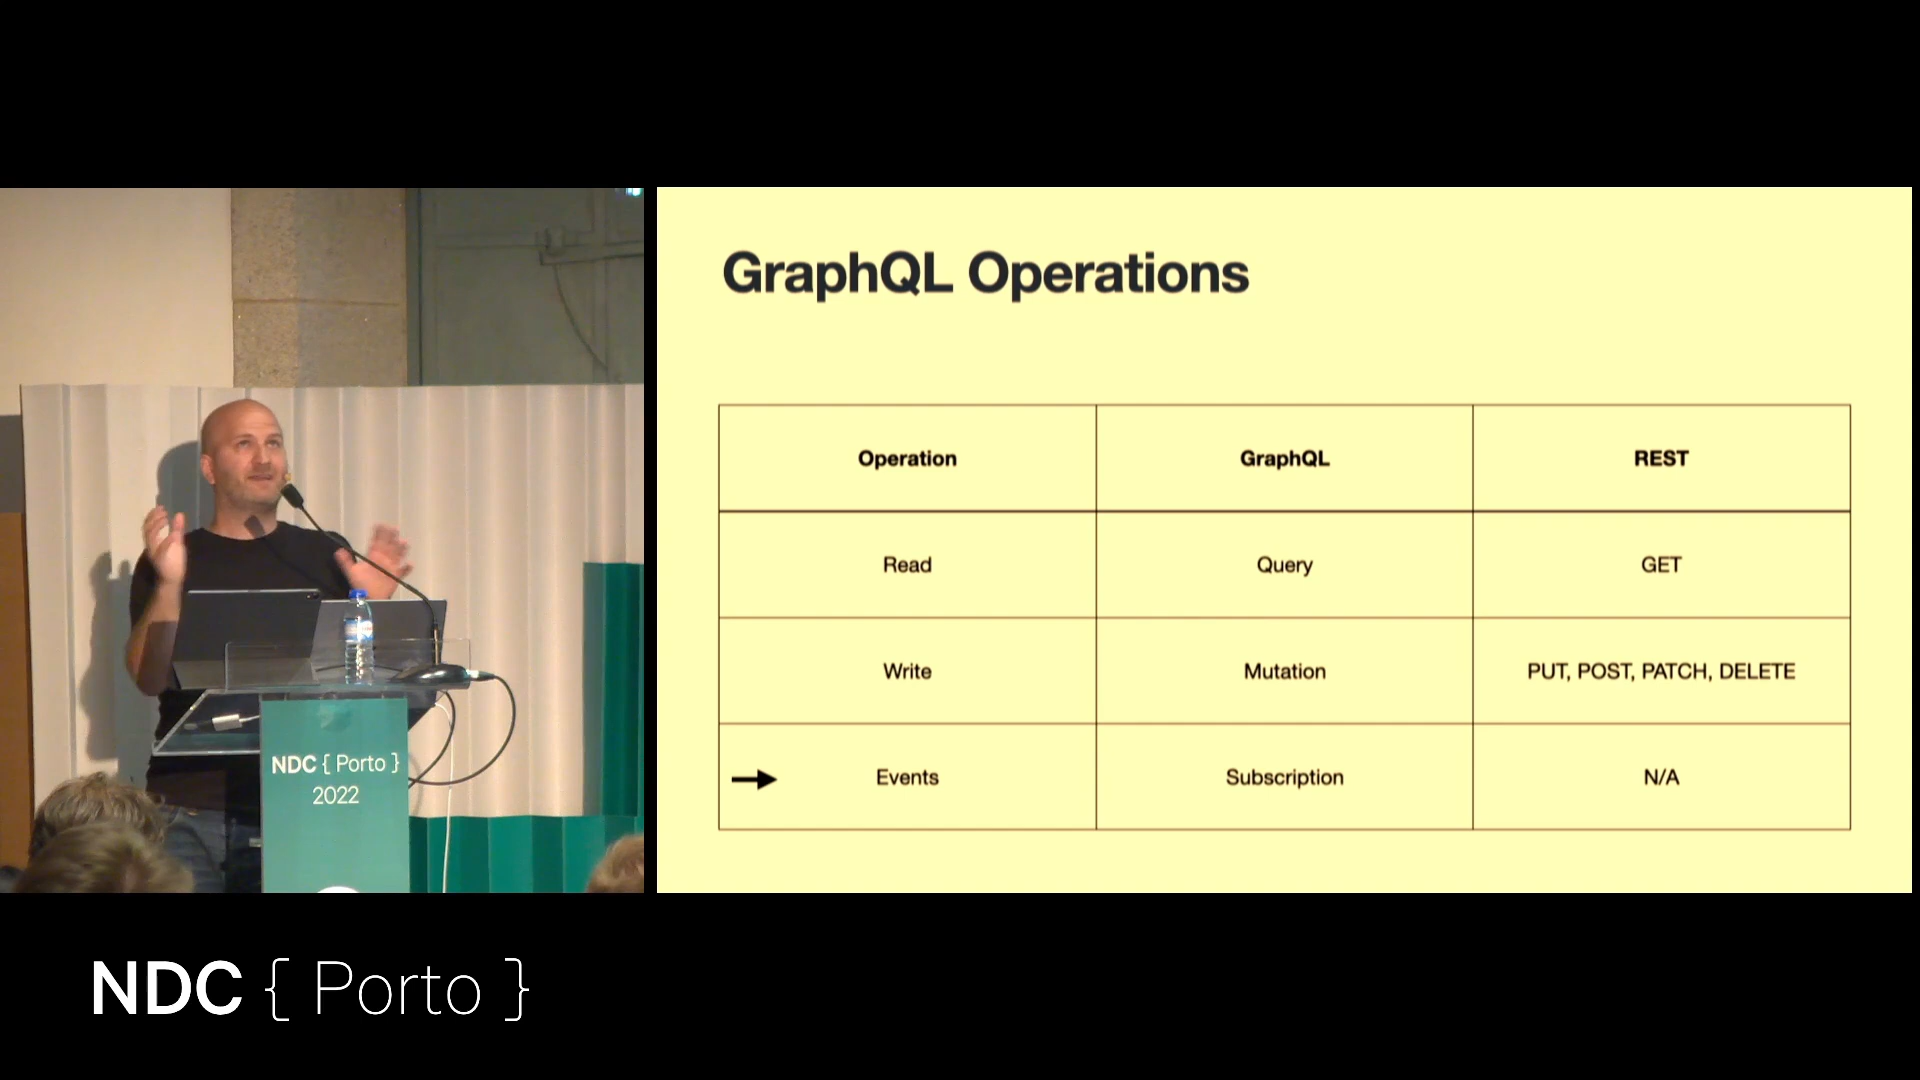 GraphQL Operations
Operation GraphQL REST
Read Query GET
Write Mutation PUT, POST, PATCH, DELETE
Events Subscription N/A
NDC { Porto }
2022
NDC { Porto }